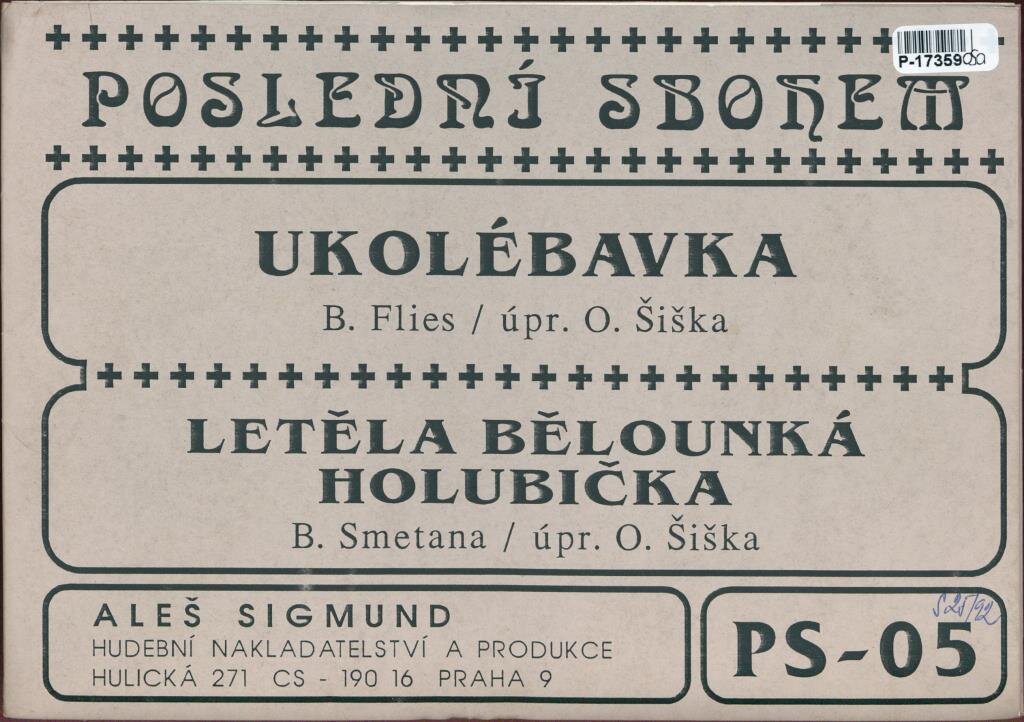 P-17359
POSLEDNÍ SBOHEM
UKOLÉBAVKA
B. Flies / úpr. O. Šiška
LETĚLA BĚLOUNKÁ
HOLUBIČKA
B. Smetana / úpr. O. Šiška
ALEŠ SIGMUND
HUDEBNÍ NAKLADATELSTVÍ A PRODUKCE
HULICKÁ 271 CS - 190 16 PRAHA 9
PS-05